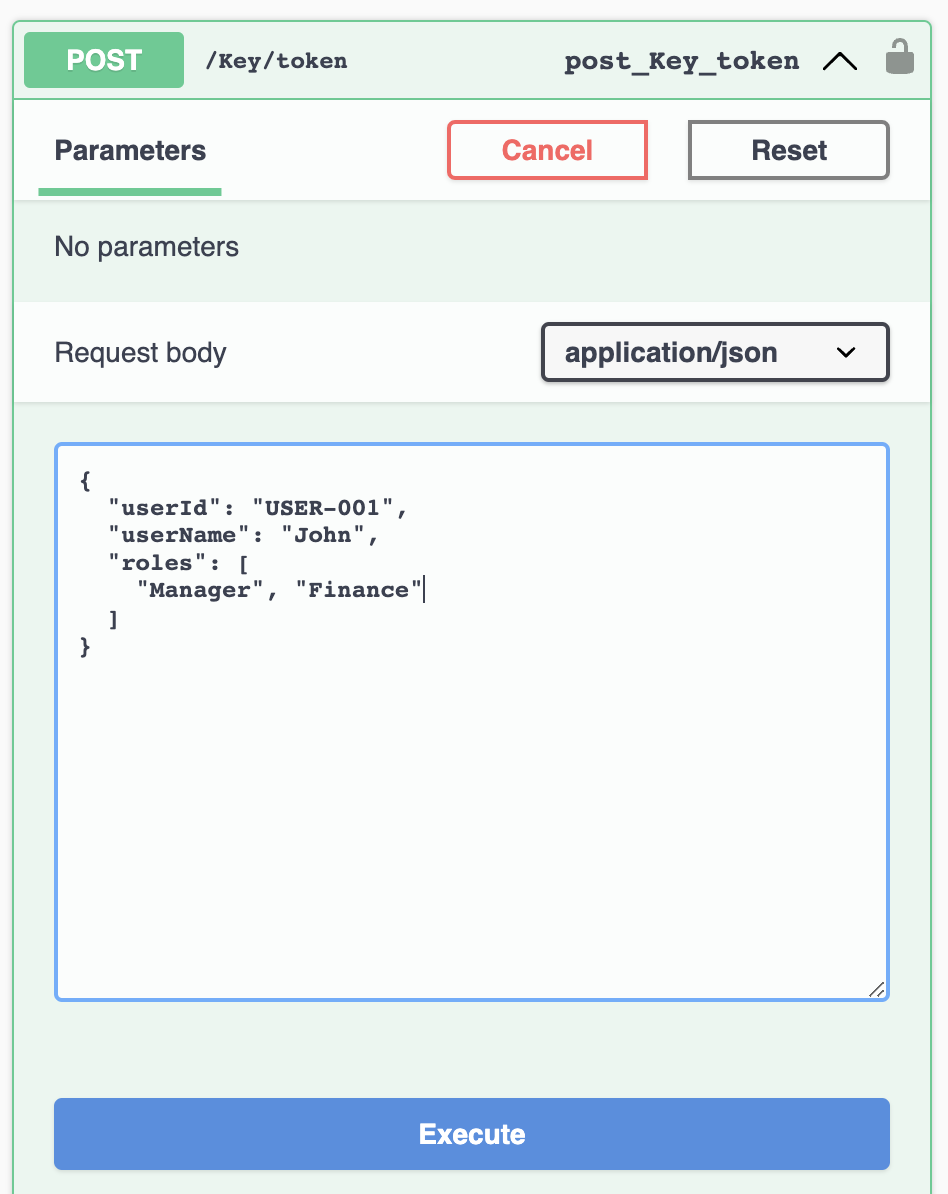 POST /Key/token post_Key_token
Parameters Cancel Reset
No parameters
Request body application/json
{
  "userId": "USER-001",
  "userName": "John",
  "roles": [
    "Manager", "Finance"
  ]
}
Execute